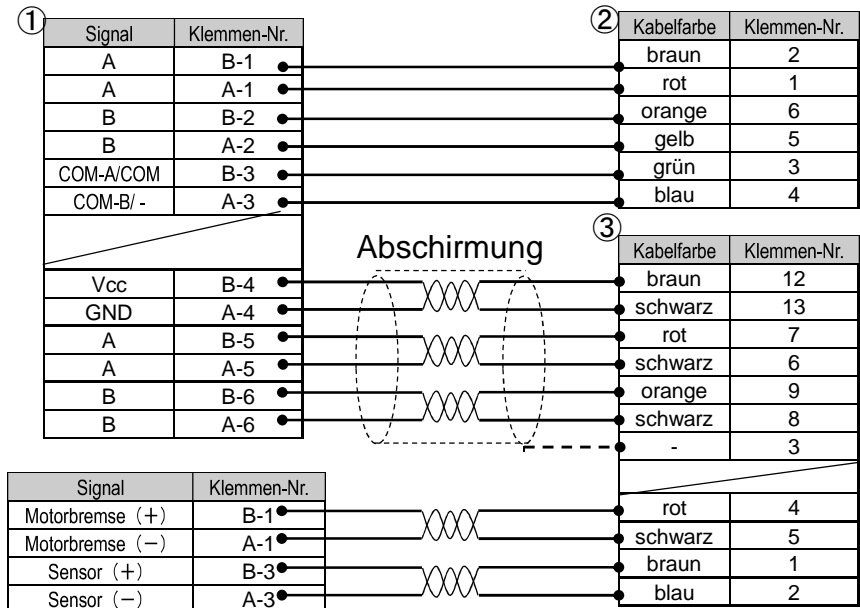 ①
Signal Klemmen-Nr.
A B-1
A A-1
B B-2
B A-2
COM-A/COM B-3
COM-B/ - A-3
Vcc B-4
GND A-4
A B-5
A A-5
B B-6
B A-6
②
Kabelfarbe Klemmen-Nr.
braun 2
rot 1
orange 6
gelb 5
grün 3
blau 4
Abschirmung
③
Kabelfarbe Klemmen-Nr.
braun 12
schwarz 13
rot 7
schwarz 6
orange 9
schwarz 8
- 3
rot 4
schwarz 5
braun 1
blau 2
Signal Klemmen-Nr.
Motorbremse (+) B-1
Motorbremse (−) A-1
Sensor (+) B-3
Sensor (−) A-3